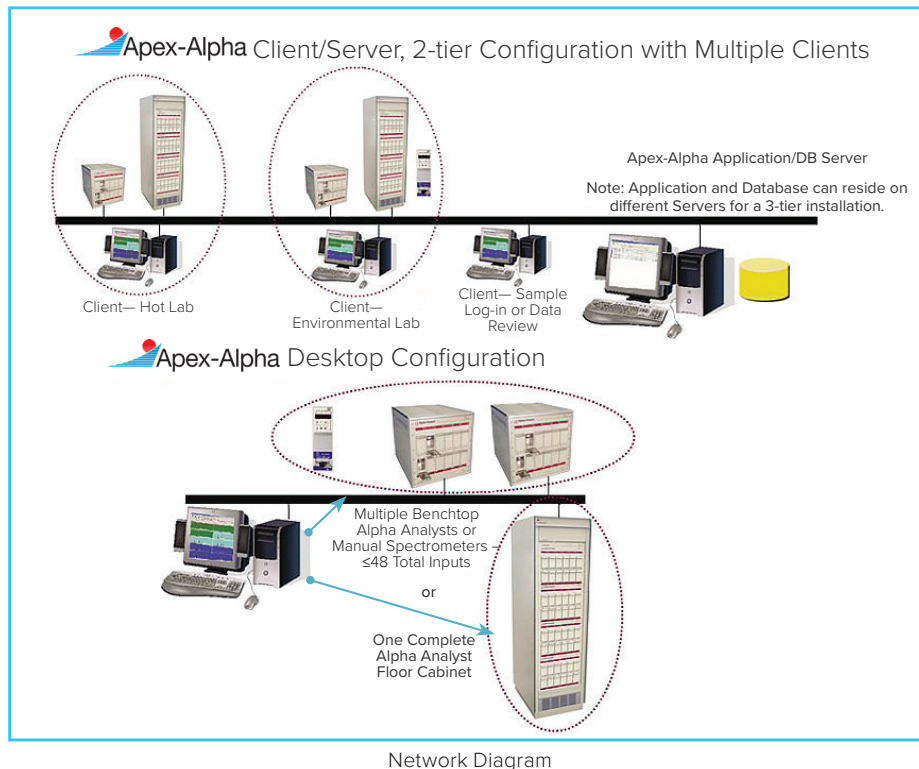 Apex-Alpha Client/Server, 2-tier Configuration with Multiple Clients
Apex-Alpha Application/DB Server
Note: Application and Database can reside on
different Servers for a 3-tier installation.
Client— Hot Lab
Client—
Environmental Lab
Client— Sample
Log-in or Data
Review
Apex-Alpha Desktop Configuration
Multiple Benchtop
Alpha Analysts or
Manual Spectrometers –
≤48 Total Inputs
or
One Complete
Alpha Analyst
Floor Cabinet
Network Diagram